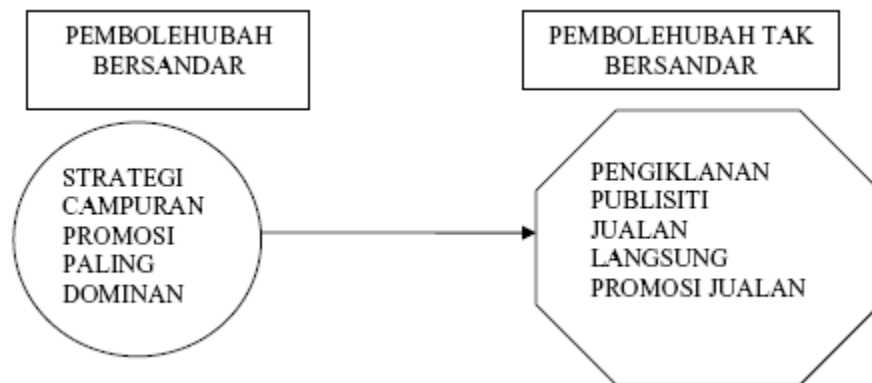 PEMBOLEHUBAH
BERSANDAR
PEMBOLEHUBAH TAK
BERSANDAR
STRATEGI
CAMPURAN
PROMOSI
PALING
DOMINAN
PENGIKLANAN
PUBLISITI
JUALAN
LANGSUNG
PROMOSI JUALAN